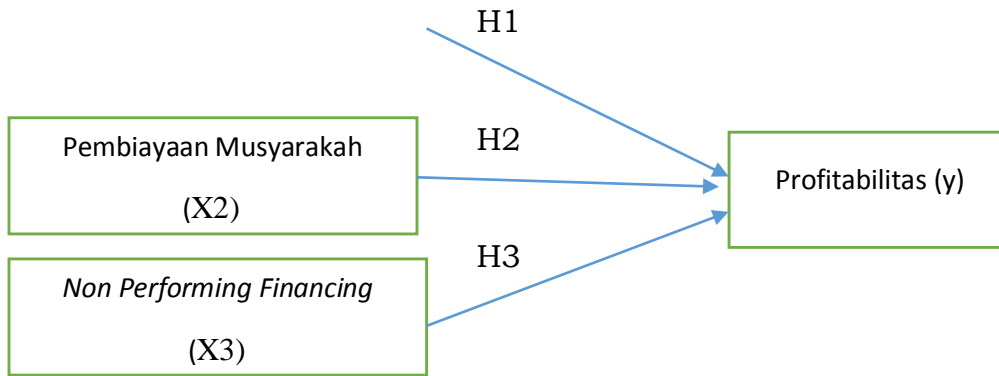 H1
Pembiayaan Musyarakah
(X2)
H2
Profitabilitas (y)
H3
Non Performing Financing
(X3)